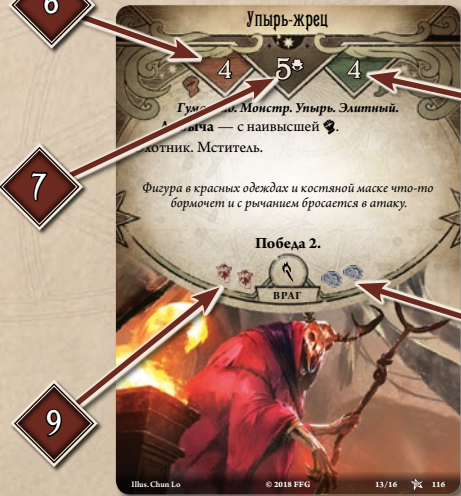 6
Упырь-жрец
4 5 4
Монстр. Упырь. Элитный.
— с наивысшей
Мститель.
7
Фигура в красных одеждах и костяной маске что-то
бормочет и с рычанием бросается в атаку.
Победа 2.
ВРАГ
9
Illus. Chun Lo © 2018 FFG 13/16 116